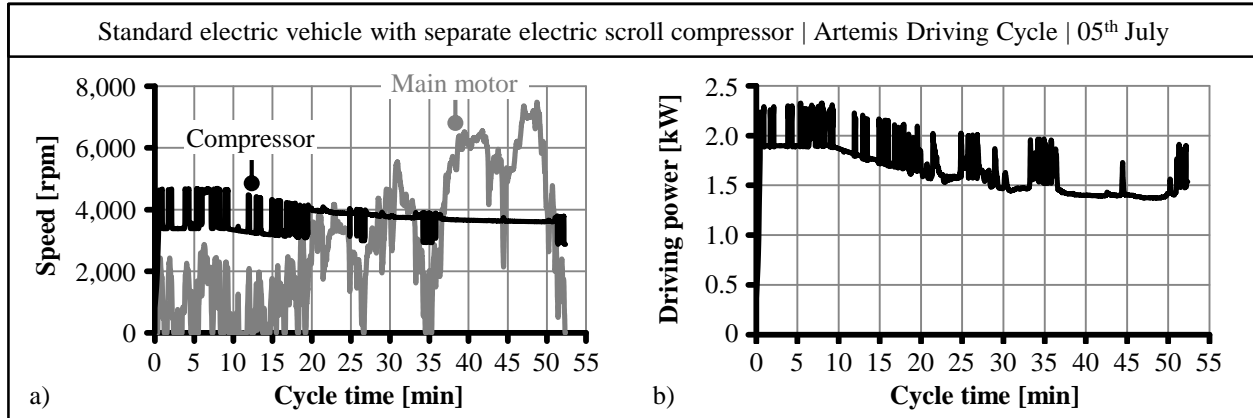 Standard electric vehicle with separate electric scroll compressor | Artemis Driving Cycle | 05th July
Main motor
Compressor
Speed [rpm]
8,000
6,000
4,000
2,000
0
0 5 10 15 20 25 30 35 40 45 50 55
Cycle time [min]
a)
Driving power [kW]
2.5
2.0
1.5
1.0
0.5
0
0 5 10 15 20 25 30 35 40 45 50 55
Cycle time [min]
b)